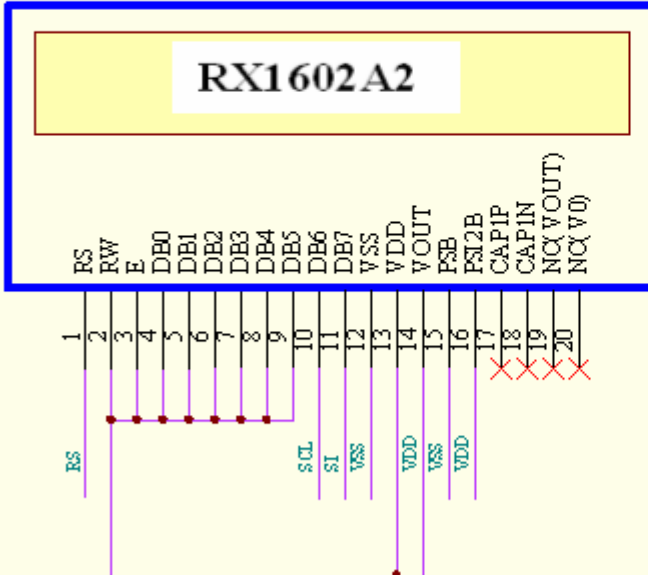 RX1602A2
RS
RW
E
DB0
DB1
DB2
DB3
DB4
DB5
DB6
DB7
VSS
VDD
VOUT
PSB
PSI2B
CAP1P
CAP1N
NC(VOUT)
NC(V0)
1
2
3
4
5
6
7
8
9
10
11
12
13
14
15
16
17
18
19
20
RS
SCL
SI
VSS
VDD
VSS
VDD